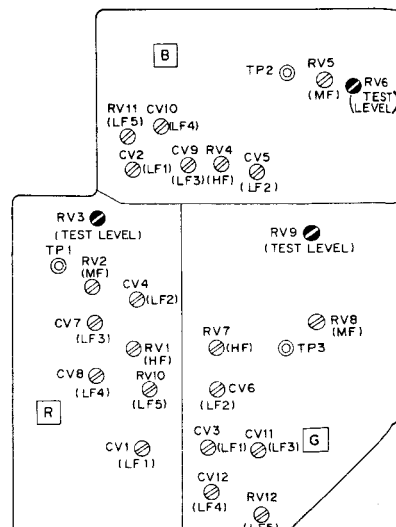 B
TP2
RV5
(MF)
RV6
(TEST
LEVEL)
RV11
(LF5)
CV10
(LF4)
CV2
(LF1)
CV9
(LF3)
RV4
(HF)
CV5
(LF2)
RV3
(TEST LEVEL)
TP1
RV2
(MF)
CV4
(LF2)
CV7
(LF3)
RV1
(HF)
CV8
(LF4)
RV10
(LF5)
R
CV1
(LF1)
RV9
(TEST LEVEL)
RV8
(MF)
RV7
(HF)
TP3
CV6
(LF2)
CV3
(LF1)
CV11
(LF3)
G
CV12
(LF4)
RV12
(LF5)